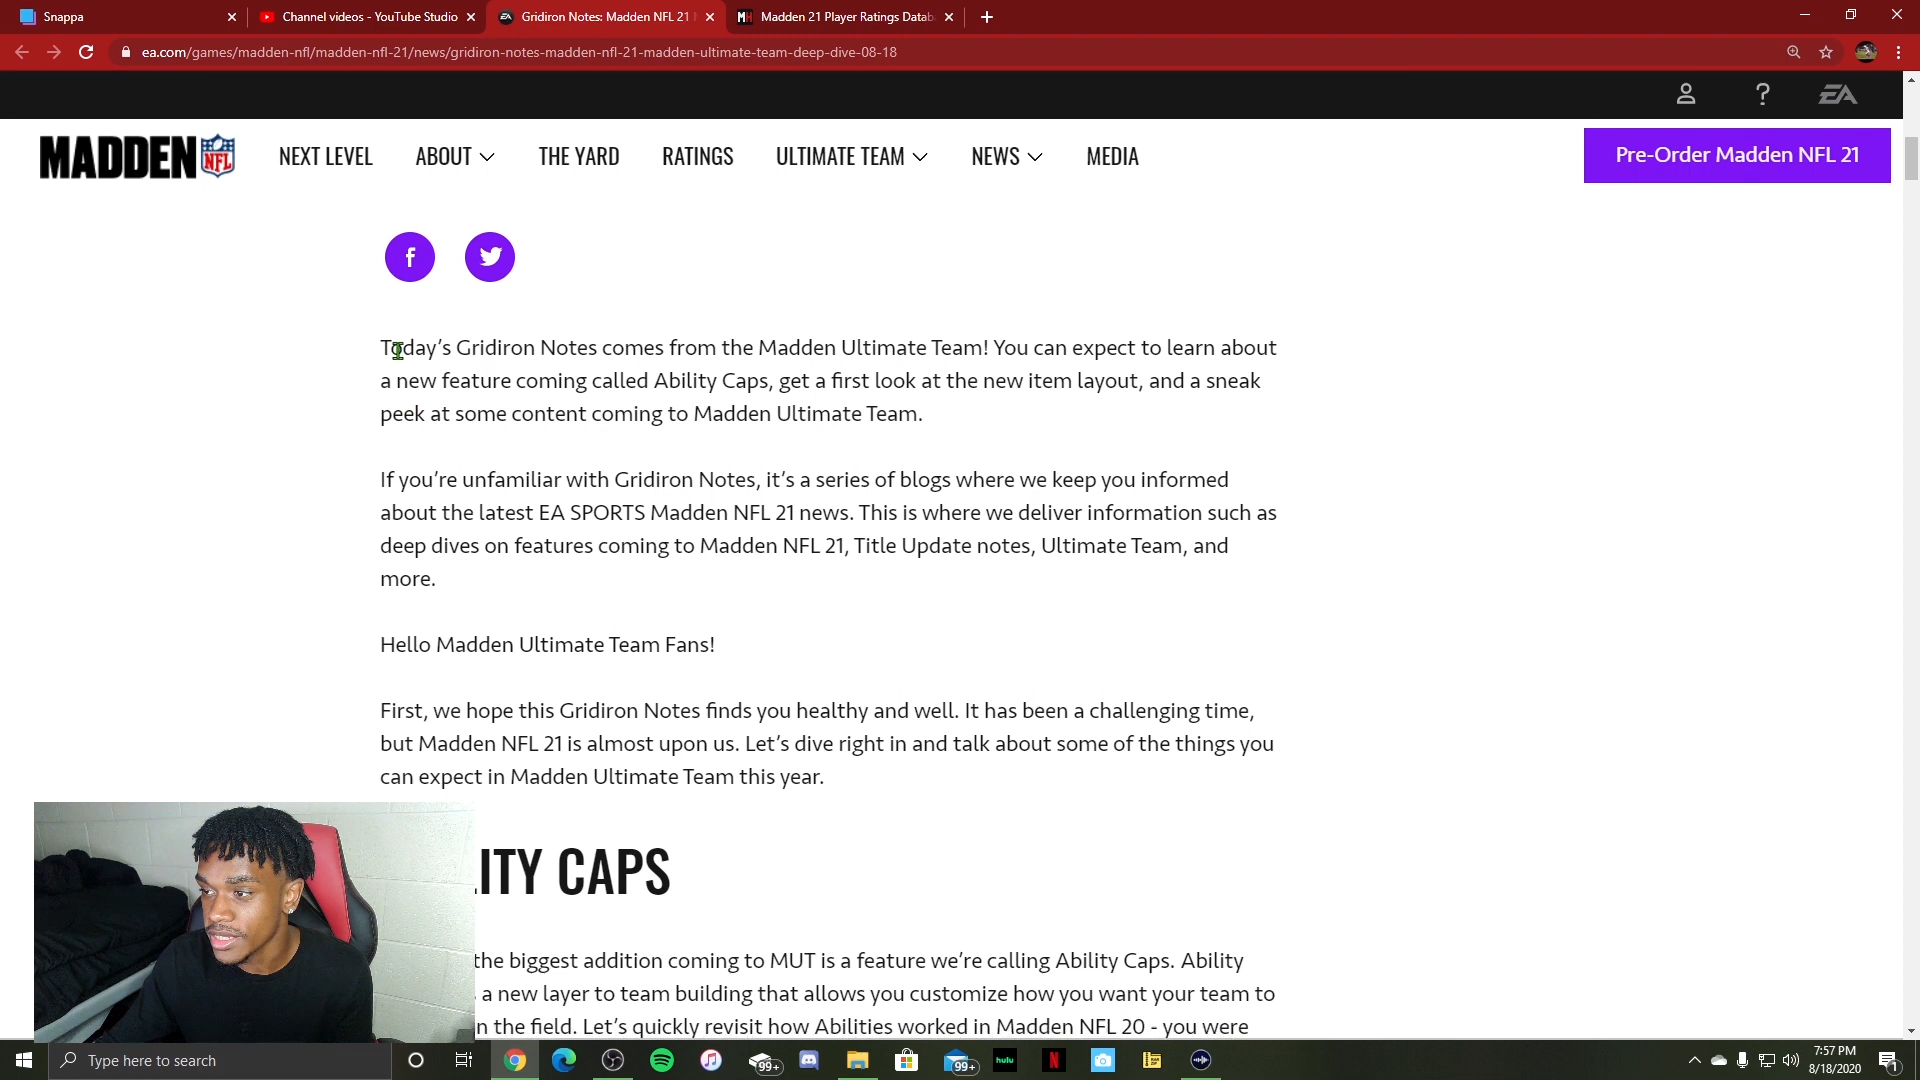 Snappa
Channel videos - YouTube Studio
Gridiron Notes: Madden NFL 21
MH Madden 21 Player Ratings Datab
ea.com/games/madden-nfl/madden-nfl-21/news/gridiron-notes-madden-nfl-21-madden-ultimate-team-deep-dive-08-18
EA
MADDEN NFL
NEXT LEVEL
ABOUT
THE YARD
RATINGS
ULTIMATE TEAM
NEWS
MEDIA
Pre-Order Madden NFL 21
Today's Gridiron Notes comes from the Madden Ultimate Team! You can expect to learn about
a new feature coming called Ability Caps, get a first look at the new item layout, and a sneak
peek at some content coming to Madden Ultimate Team.
If you're unfamiliar with Gridiron Notes, it's a series of blogs where we keep you informed
about the latest EA SPORTS Madden NFL 21 news. This is where we deliver information such as
deep dives on features coming to Madden NFL 21, Title Update notes, Ultimate Team, and
more.
Hello Madden Ultimate Team Fans!
First, we hope this Gridiron Notes finds you healthy and well. It has been a challenging time,
but Madden NFL 21 is almost upon us. Let's dive right in and talk about some of the things you
can expect in Madden Ultimate Team this year.
LITY CAPS
the biggest addition coming to MUT is a feature we're calling Ability Caps. Ability
a new layer to team building that allows you customize how you want your team to
n the field. Let's quickly revisit how Abilities worked in Madden NFL 20 - you were
Type here to search
99+
99+
hulu
N
7:57 PM
8/18/2020
1